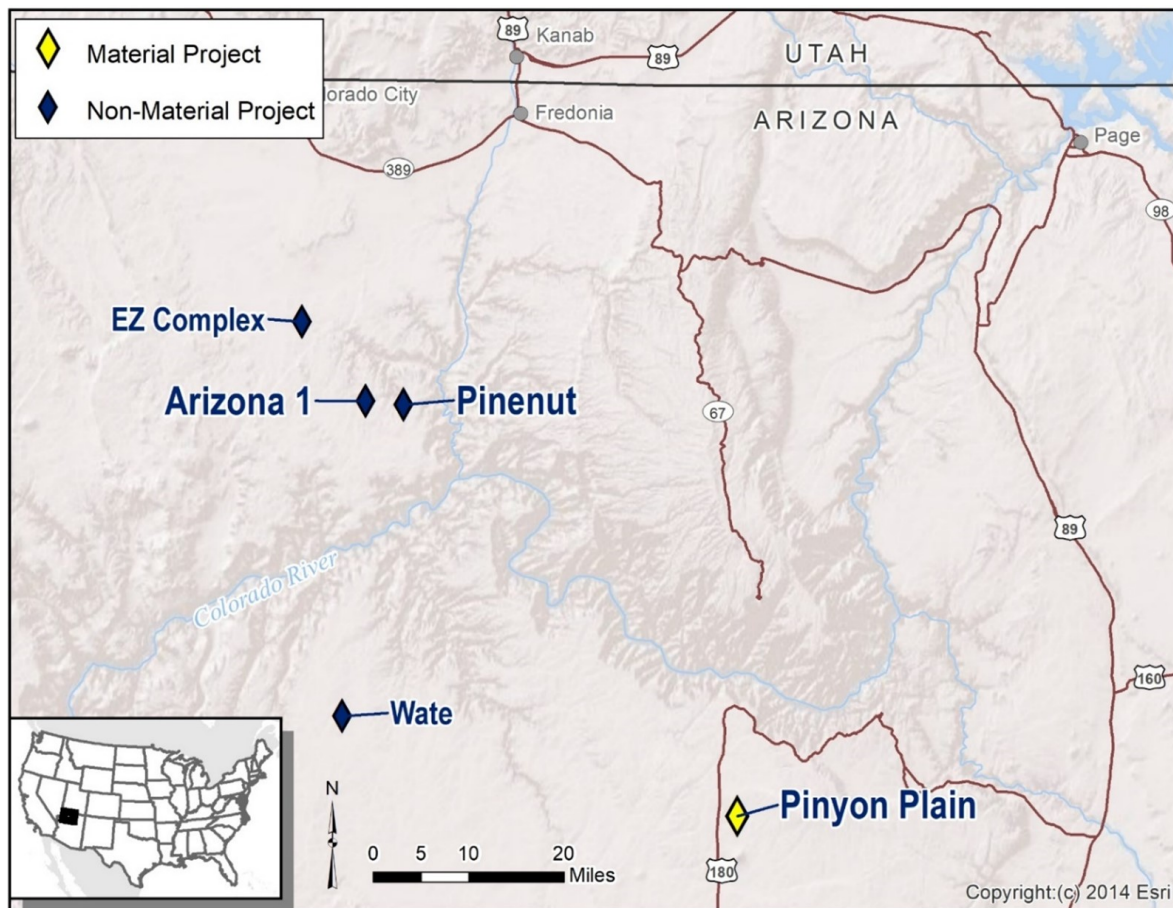 Material Project
Non-Material Project
89
Kanab
89
UTAH
ARIZONA
lorado City
Fredonia
Page
389
98
EZ Complex
Arizona 1
Pinenut
67
89
Colorado River
160
Wate
N
Pinyon Plain
0 5 10 20
Miles
180
Copyright:(c) 2014 Esri